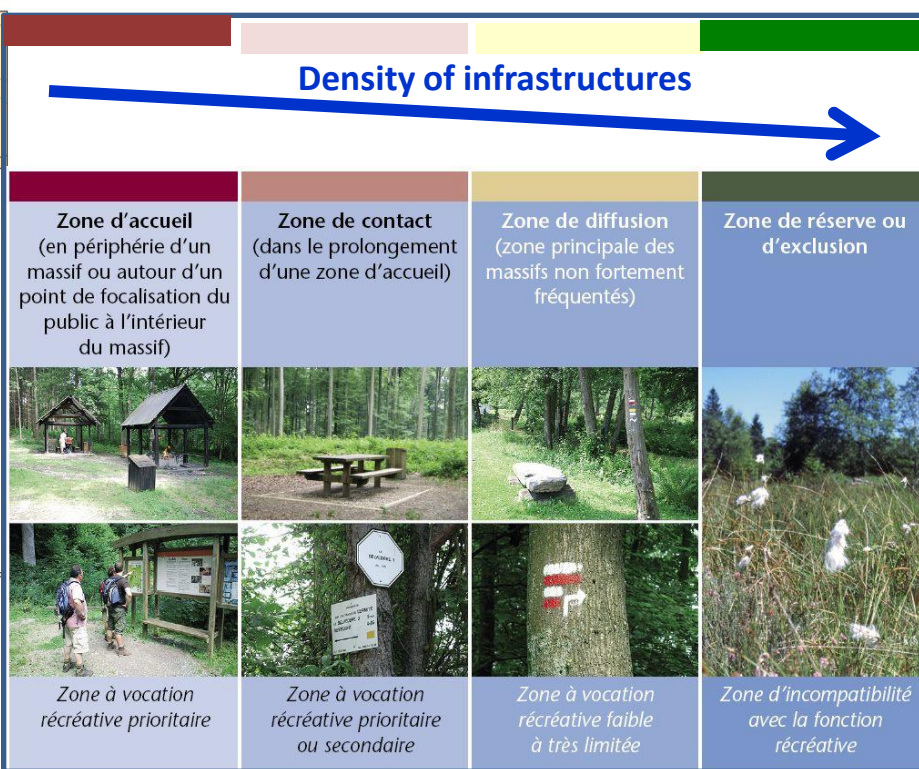 Density of infrastructures
Zone d'accueil
(en périphérie d'un
massif ou autour d'un
point de focalisation du
public à l'intérieur
du massif)
Zone de contact
(dans le prolongement
d'une zone d'accueil)
Zone de diffusion
(zone principale des
massifs non fortement
fréquentés)
Zone de réserve ou
d'exclusion
Zone à vocation
récréative prioritaire
Zone à vocation
récréative prioritaire
ou secondaire
Zone à vocation
récréative faible
à très limitée
Zone d'incompatibilité
avec la fonction
récréative